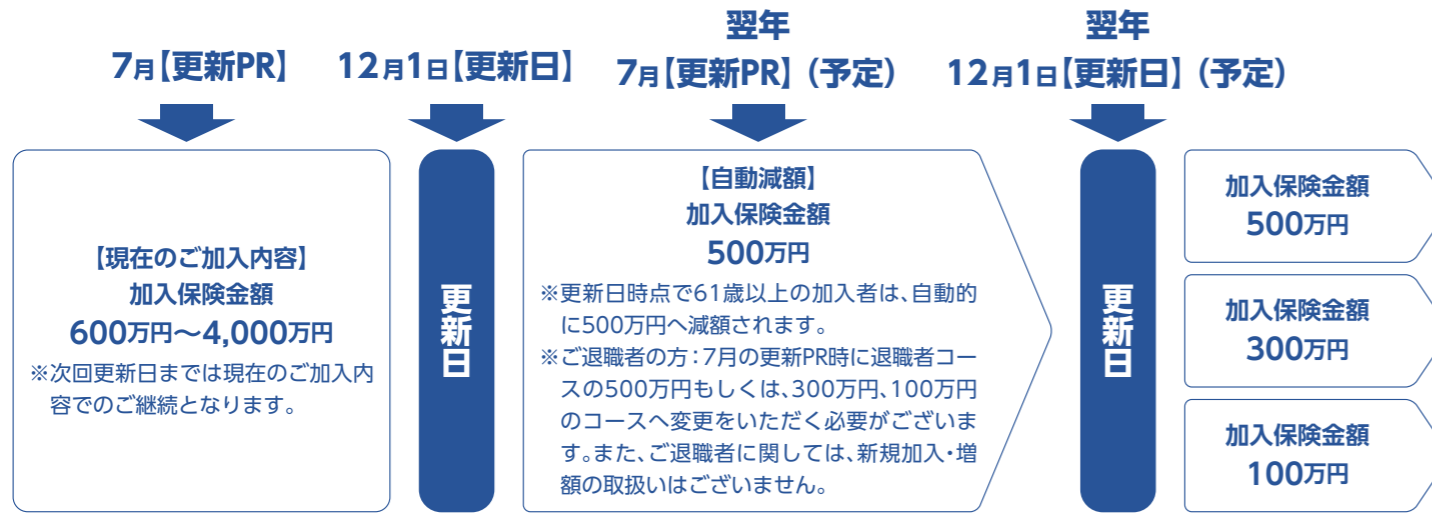 7月【更新PR】
12月1日【更新日】
翌年
7月【更新PR】（予定）
翌年
12月1日【更新日】（予定）
【現在のご加入内容】
加入保険金額
600万円〜4,000万円
※次回更新日までは現在のご加入内
容でのご継続となります。
更新日
【自動減額】
加入保険金額
500万円
※更新日時点で61歳以上の加入者は、自動的
に500万円へ減額されます。
※ご退職者の方：7月の更新PR時に退職者コー
スの500万円もしくは、300万円、100万円
のコースへ変更をいただく必要がございま
す。また、ご退職者に関しては、新規加入・増
額の取扱いはございません。
更新日
加入保険金額
500万円
加入保険金額
300万円
加入保険金額
100万円